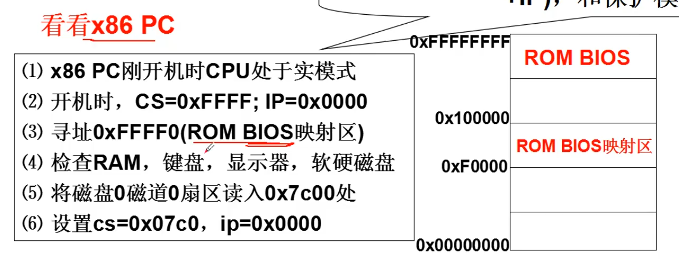 +IP)，和保护模
看看x86 PC
(1) x86 PC刚开机时CPU处于实模式
(2) 开机时，CS=0xFFFF; IP=0x0000
(3) 寻址0xFFFF0(ROM BIOS映射区)
(4) 检查RAM，键盘，显示器，软硬磁盘
(5) 将磁盘0磁道0扇区读入0x7c00处
(6) 设置cs=0x07c0，ip=0x0000
0xFFFFFFFF
ROM BIOS
0x100000
ROM BIOS映射区
0xF0000
0x00000000